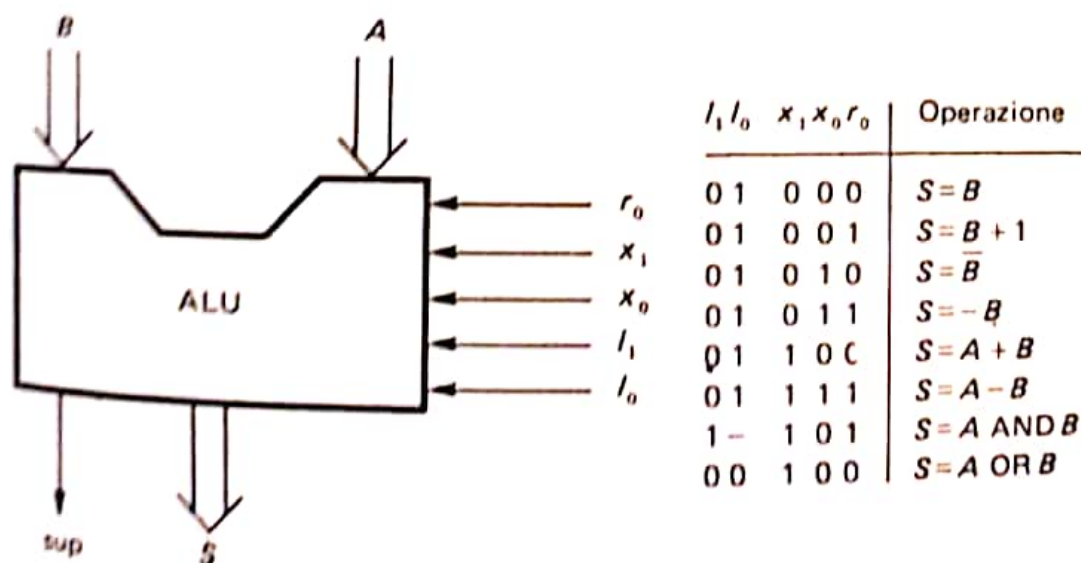 B A
I₁ I₀ x₁ x₀ r₀ Operazione
r₀
x₁
ALU
x₀
I₁
I₀
0 1 0 0 0 S = B
0 1 0 0 1 S = B + 1
0 1 0 1 0 S = B̅
0 1 0 1 1 S = – B
0 1 1 0 0 S = A + B
0 1 1 1 1 S = A – B
1 – 1 0 1 S = A AND B
0 0 1 0 0 S = A OR B
sup S